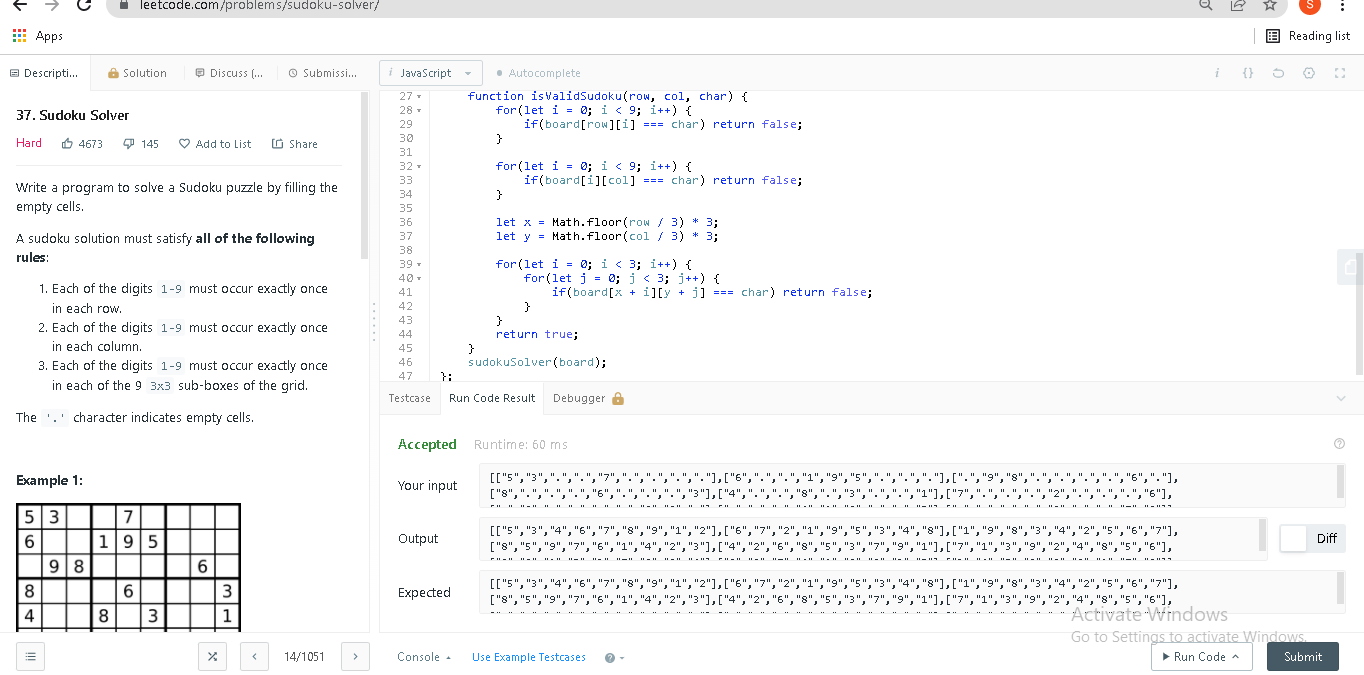 leetcode.com/problems/sudoku-solver/
S
Apps
Reading list
Descripti...
Solution
Discuss (...
Submissi...
i JavaScript
Autocomplete
37. Sudoku Solver
Hard
4673
145
Add to List
Share
Write a program to solve a Sudoku puzzle by filling the
empty cells.
A sudoku solution must satisfy all of the following
rules:
1. Each of the digits 1-9 must occur exactly once
in each row.
2. Each of the digits 1-9 must occur exactly once
in each column.
3. Each of the digits 1-9 must occur exactly once
in each of the 9 3x3 sub-boxes of the grid.
The '.' character indicates empty cells.
Example 1:
5 3 7
6 1 9 5
9 8 6
8 6 3
4 8 3 1
14/1051
27 function isValidSudoku(row, col, char) {
28 for(let i = 0; i < 9; i++) {
29 if(board[row][i] === char) return false;
30 }
31
32 for(let i = 0; i < 9; i++) {
33 if(board[i][col] === char) return false;
34 }
35
36 let x = Math.floor(row / 3) * 3;
37 let y = Math.floor(col / 3) * 3;
38
39 for(let i = 0; i < 3; i++) {
40 for(let j = 0; j < 3; j++) {
41 if(board[x + i][y + j] === char) return false;
42 }
43 }
44 return true;
45 }
46 sudokuSolver(board);
47 };
Testcase
Run Code Result
Debugger
Accepted
Runtime: 60 ms
Your input
[["5","3",".",".","7",".",".",".","."],["6",".",".","1","9","5",".",".","."],[".","9","8",".",".",".",".","6","."],
["8",".",".",".","6",".",".",".","3"],["4",".",".","8",".","3",".",".","1"],["7",".",".",".","2",".",".",".","6"],
Output
[["5","3","4","6","7","8","9","1","2"],["6","7","2","1","9","5","3","4","8"],["1","9","8","3","4","2","5","6","7"],
["8","5","9","7","6","1","4","2","3"],["4","2","6","8","5","3","7","9","1"],["7","1","3","9","2","4","8","5","6"],
Diff
Expected
[["5","3","4","6","7","8","9","1","2"],["6","7","2","1","9","5","3","4","8"],["1","9","8","3","4","2","5","6","7"],
["8","5","9","7","6","1","4","2","3"],["4","2","6","8","5","3","7","9","1"],["7","1","3","9","2","4","8","5","6"],
Activate Windows
Go to Settings to activate Windows.
Console
Use Example Testcases
Run Code
Submit